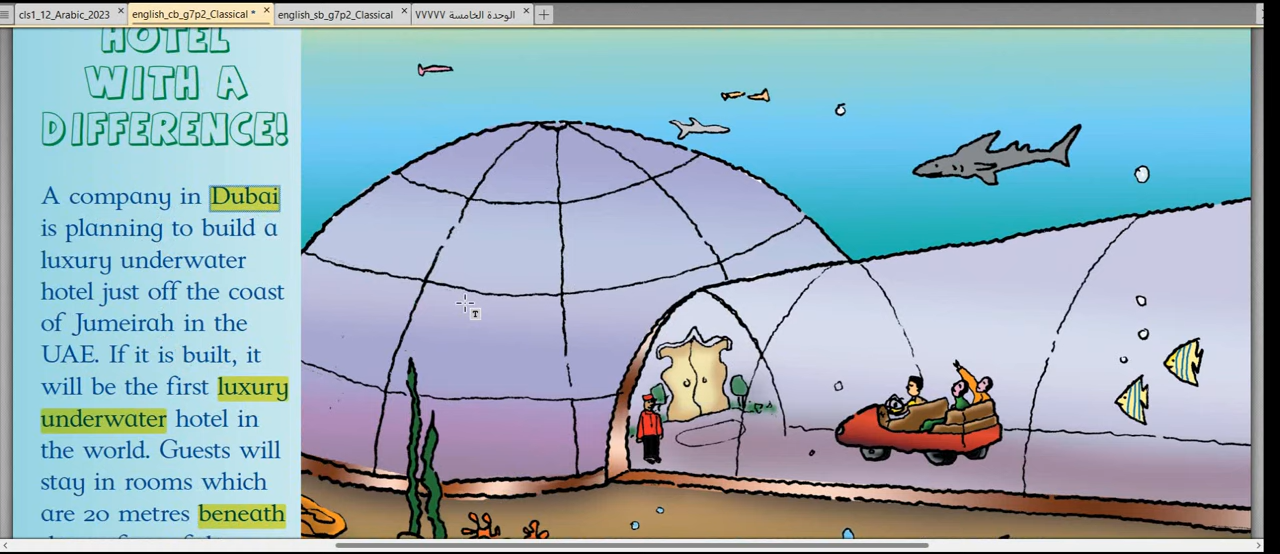 cls1_12_Arabic_2023
english_cb_g7p2_Classical *
english_sb_g7p2_Classical
الوحدة الخامسة ٧٧٧٧٧
HOTEL
WITH A
DIFFERENCE!
A company in Dubai
is planning to build a
luxury underwater
hotel just off the coast
of Jumeirah in the
UAE. If it is built, it
will be the first luxury
underwater hotel in
the world. Guests will
stay in rooms which
are 20 metres beneath